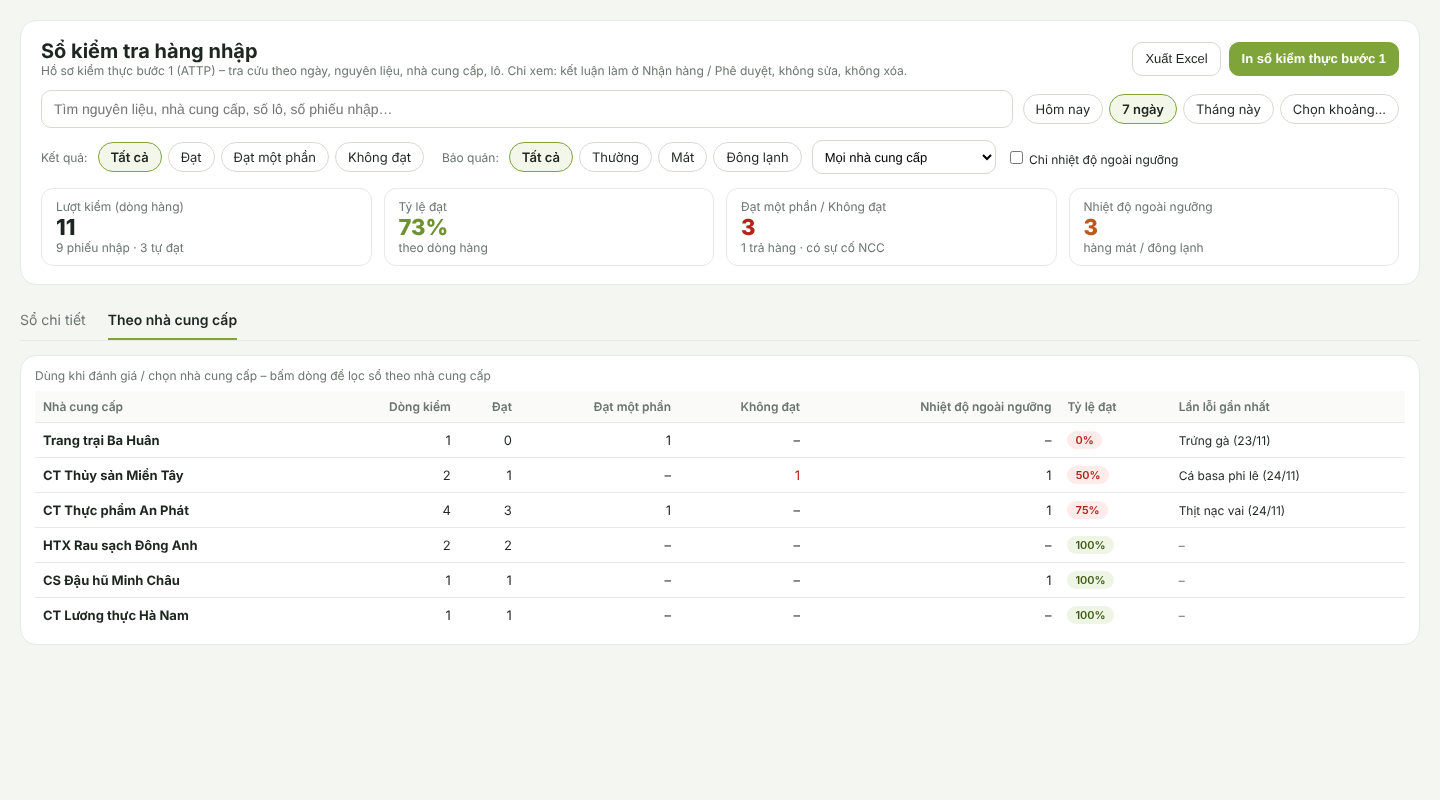 Sổ kiểm tra hàng nhập
Hồ sơ kiểm thực bước 1 (ATTP) – tra cứu theo ngày, nguyên liệu, nhà cung cấp, lô. Chỉ xem: kết luận làm ở Nhận hàng / Phê duyệt, không sửa, không xóa.
Xuất Excel
In sổ kiểm thực bước 1
Tìm nguyên liệu, nhà cung cấp, số lô, số phiếu nhập…
Hôm nay 7 ngày Tháng này Chọn khoảng…
Kết quả: Tất cả Đạt Đạt một phần Không đạt Bảo quản: Tất cả Thường Mát Đông lạnh Mọi nhà cung cấp Chỉ nhiệt độ ngoài ngưỡng
Lượt kiểm (dòng hàng)
11
9 phiếu nhập · 3 tự đạt
Tỷ lệ đạt
73%
theo dòng hàng
Đạt một phần / Không đạt
3
1 trả hàng · có sự cố NCC
Nhiệt độ ngoài ngưỡng
3
hàng mát / đông lạnh
Sổ chi tiết Theo nhà cung cấp
Dùng khi đánh giá / chọn nhà cung cấp – bấm dòng để lọc sổ theo nhà cung cấp
Nhà cung cấp Dòng kiểm Đạt Đạt một phần Không đạt Nhiệt độ ngoài ngưỡng Tỷ lệ đạt Lần lỗi gần nhất
Trang trại Ba Huân 1 0 1 – – 0% Trứng gà (23/11)
CT Thủy sản Miền Tây 2 1 – 1 1 50% Cá basa phi lê (24/11)
CT Thực phẩm An Phát 4 3 1 – 1 75% Thịt nạc vai (24/11)
HTX Rau sạch Đông Anh 2 2 – – – 100% –
CS Đậu hũ Minh Châu 1 1 – – 1 100% –
CT Lương thực Hà Nam 1 1 – – – 100% –